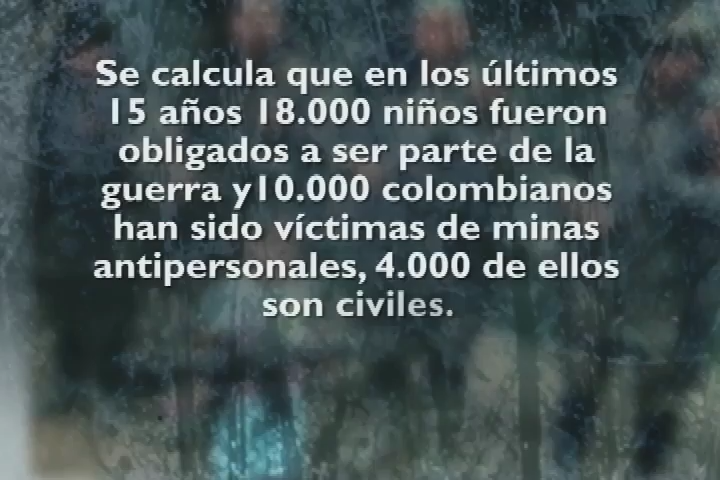 Se calcula que en los últimos
15 años 18.000 niños fueron
obligados a ser parte de la
guerra y10.000 colombianos
han sido víctimas de minas
antipersonales, 4.000 de ellos
son civiles.